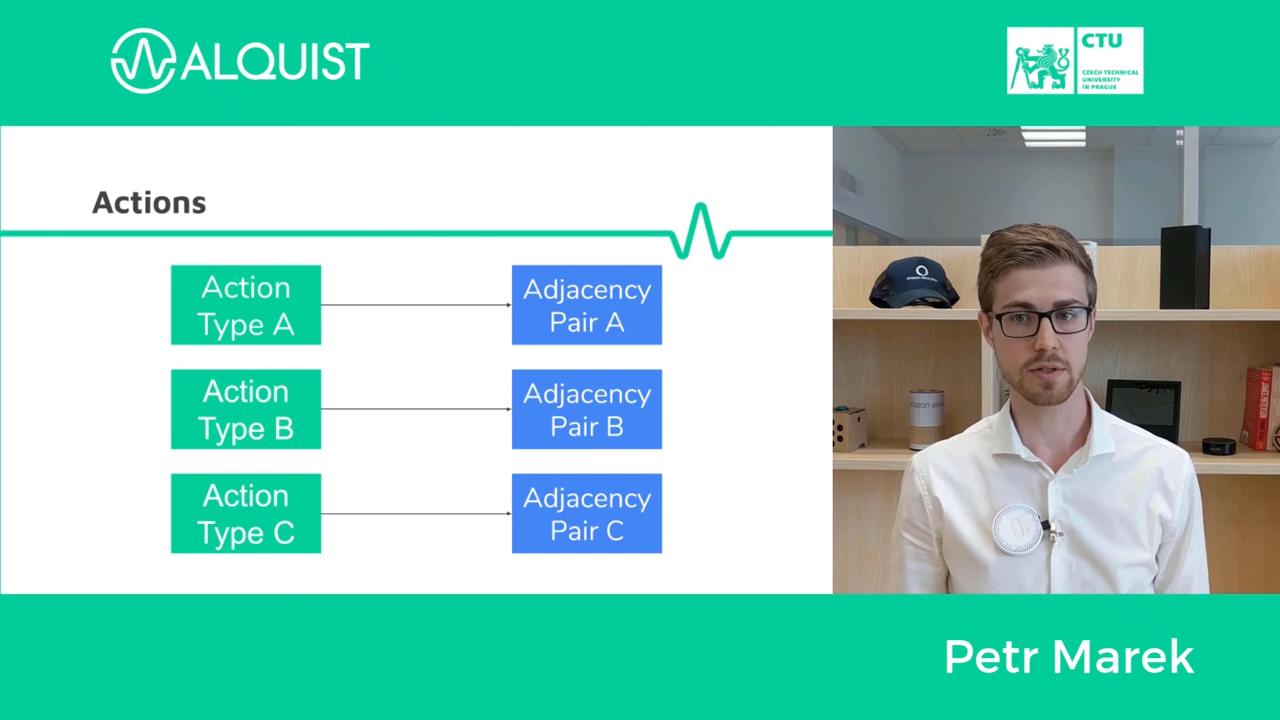 ALQUIST
CTU
CZECH TECHNICAL
UNIVERSITY
IN PRAGUE
Actions
Action
Type A
Adjacency
Pair A
Action
Type B
Adjacency
Pair B
Action
Type C
Adjacency
Pair C
Petr Marek